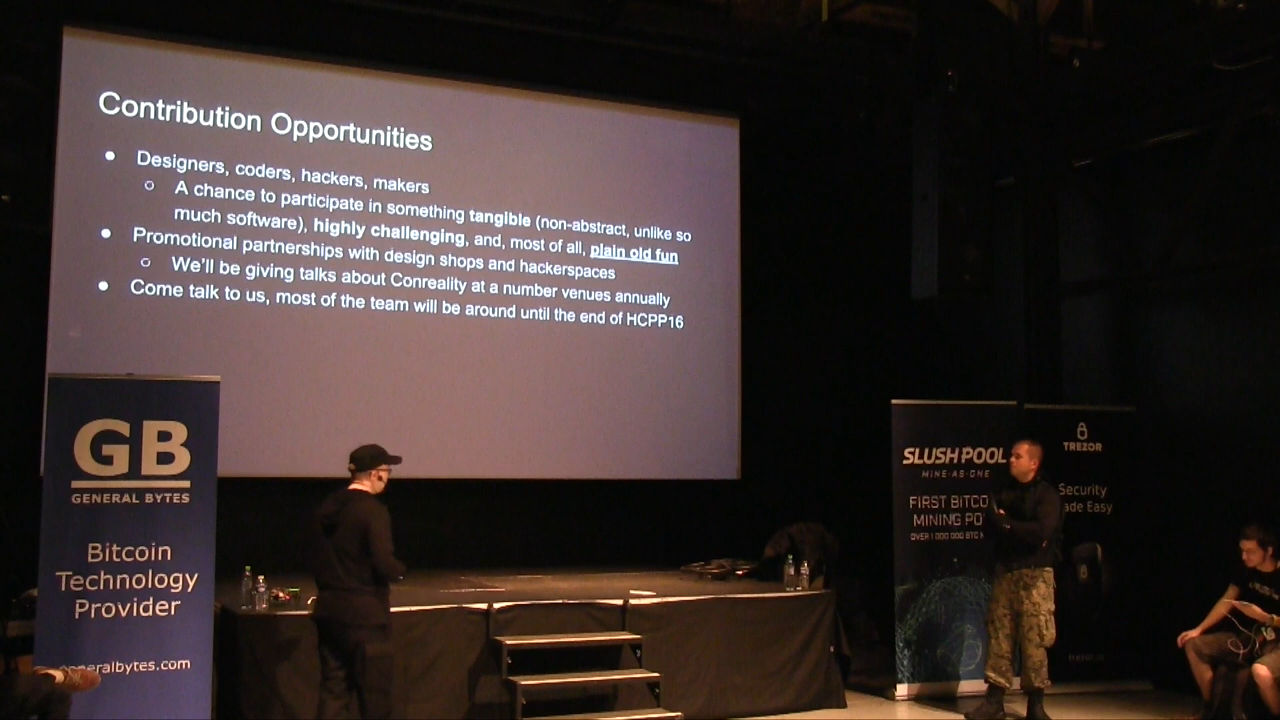 Contribution Opportunities
● Designers, coders, hackers, makers
○ A chance to participate in something tangible (non-abstract, unlike so
much software), highly challenging, and, most of all, plain old fun
● Promotional partnerships with design shops and hackerspaces
○ We'll be giving talks about Conreality at a number venues annually
● Come talk to us, most of the team will be around until the end of HCPP16
GB
GENERAL BYTES
Bitcoin
Technology
Provider
generalbytes.com
SLUSH POOL
MINE-AS-ONE
FIRST BITCO
MINING PO
OVER 1 000 000 BTC
TREZOR
Security
ade Easy